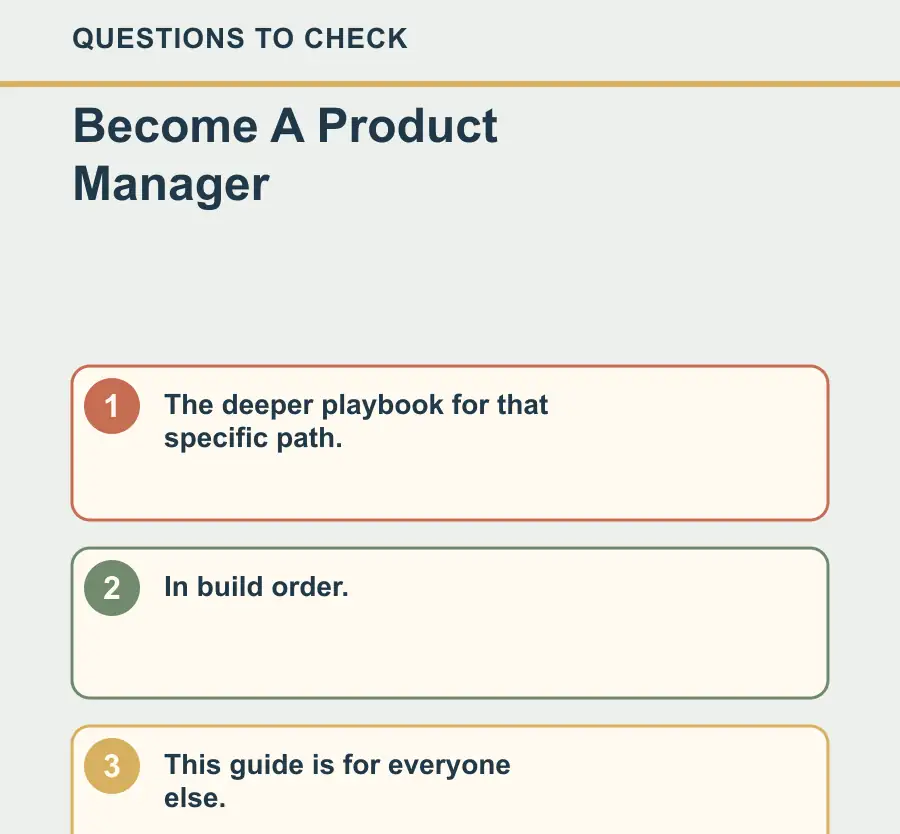 QUESTIONS TO CHECK
Become A Product
Manager
1
The deeper playbook for that
specific path.
2
In build order.
3
This guide is for everyone
else.